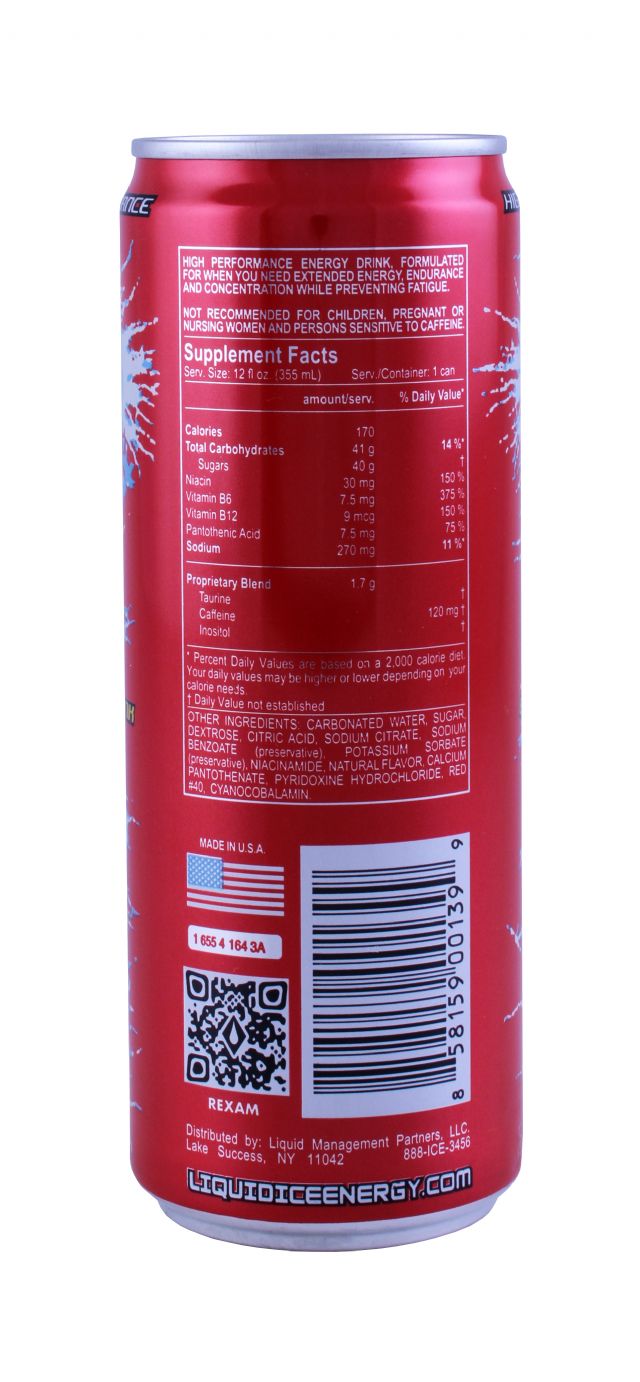 HIGH PERFORMANCE ENERGY DRINK, FORMULATED
FOR WHEN YOU NEED EXTENDED ENERGY, ENDURANCE
AND CONCENTRATION WHILE PREVENTING FATIGUE.
NOT RECOMMENDED FOR CHILDREN, PREGNANT OR
NURSING WOMEN AND PERSONS SENSITIVE TO CAFFEINE.
Supplement Facts
Serv. Size: 12 fl oz. (355 mL) Serv./Container: 1 can
amount/serv. % Daily Value*
Calories 170
Total Carbohydrates 41 g 14 %*
Sugars 40 g †
Niacin 30 mg 150 %
Vitamin B6 7.5 mg 375 %
Vitamin B12 9 mcg 150 %
Pantothenic Acid 7.5 mg 75 %
Sodium 270 mg 11 %*
Proprietary Blend 1.7 g
Taurine †
Caffeine 120 mg †
Inositol †
* Percent Daily Values are based on a 2,000 calorie diet.
Your daily values may be higher or lower depending on your
calorie needs.
† Daily Value not established
OTHER INGREDIENTS: CARBONATED WATER, SUGAR,
DEXTROSE, CITRIC ACID, SODIUM CITRATE, SODIUM
BENZOATE (preservative), POTASSIUM SORBATE
(preservative), NIACINAMIDE, NATURAL FLAVOR, CALCIUM
PANTOTHENATE, PYRIDOXINE HYDROCHLORIDE, RED
#40, CYANOCOBALAMIN.
MADE IN U.S.A.
1 655 4 164 3A
REXAM
8 58159 00139 9
Distributed by: Liquid Management Partners, LLC.
Lake Success, NY 11042 888-ICE-3456
LIQUIDICEENERGY.COM